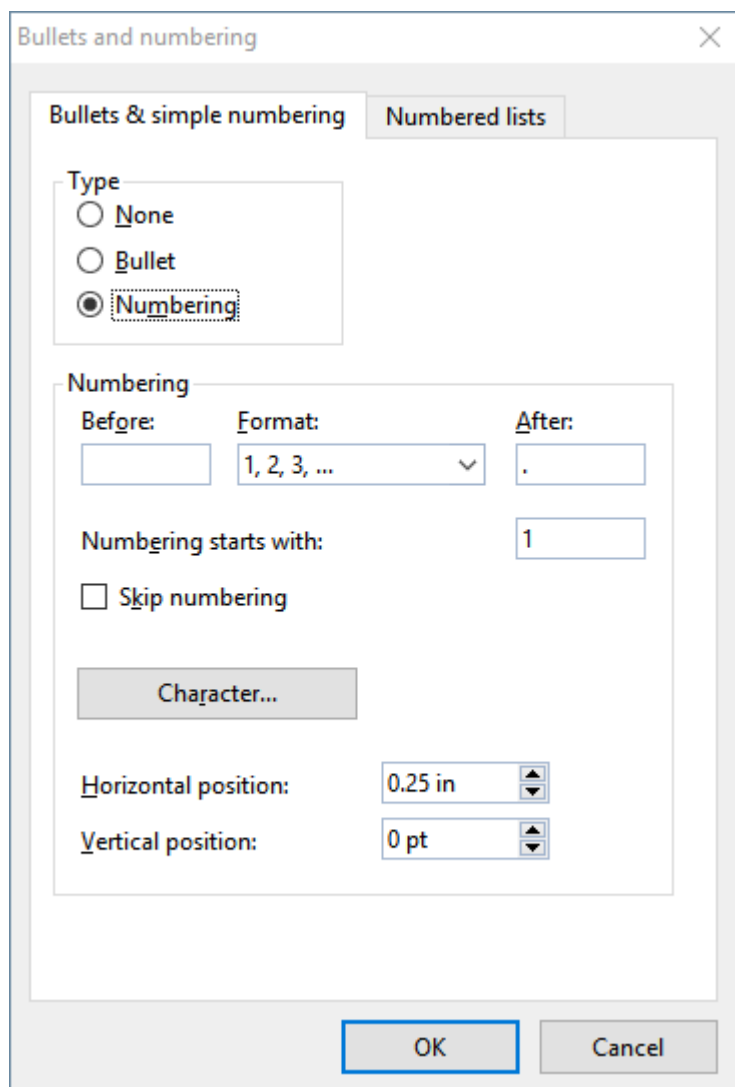 Bullets and numbering
Bullets & simple numbering Numbered lists
Type
None
Bullet
Numbering
Numbering
Before: Format: After:
1, 2, 3, ... .
Numbering starts with: 1
Skip numbering
Character...
Horizontal position: 0.25 in
Vertical position: 0 pt
OK Cancel